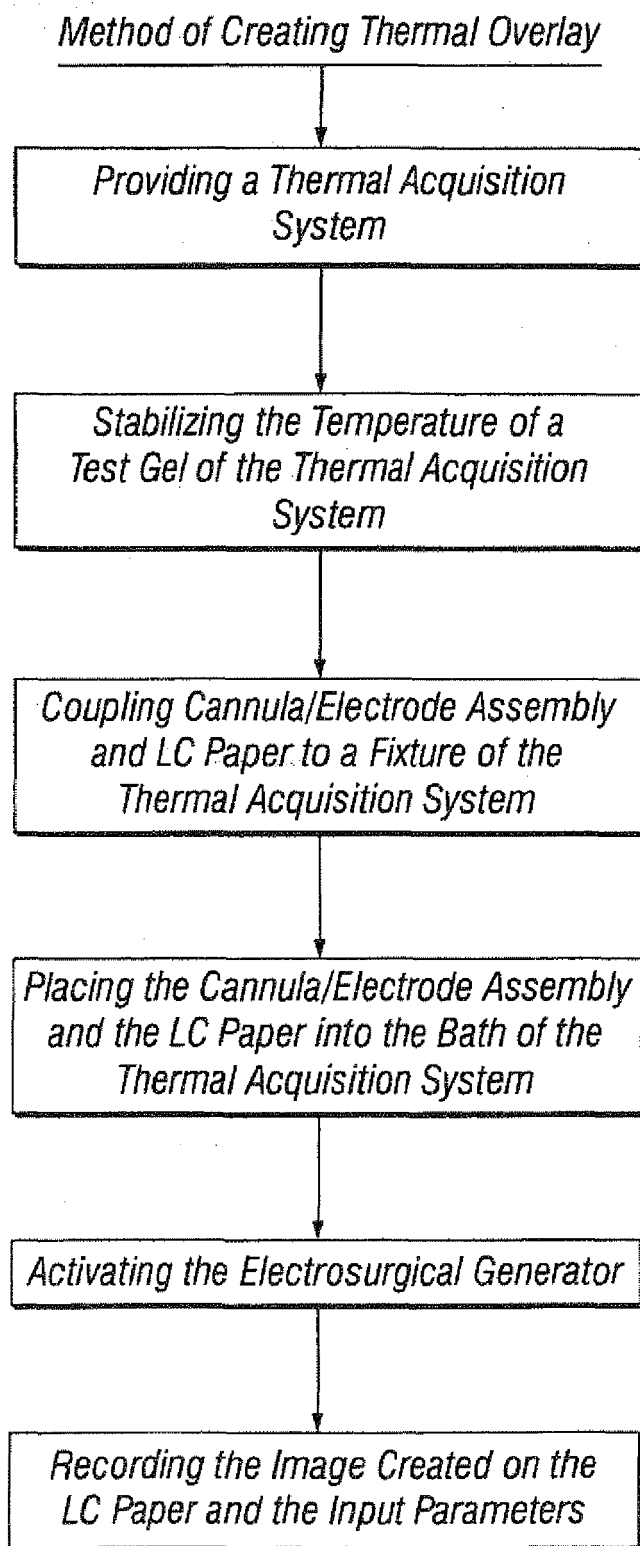 Method of Creating Thermal Overlay
Providing a Thermal Acquisition
System
Stabilizing the Temperature of a
Test Gel of the Thermal Acquisition
System
Coupling Cannula/Electrode Assembly
and LC Paper to a Fixture of the
Thermal Acquisition System
Placing the Cannula/Electrode Assembly
and the LC Paper into the Bath of the
Thermal Acquisition System
Activating the Electrosurgical Generator
Recording the Image Created on the
LC Paper and the Input Parameters